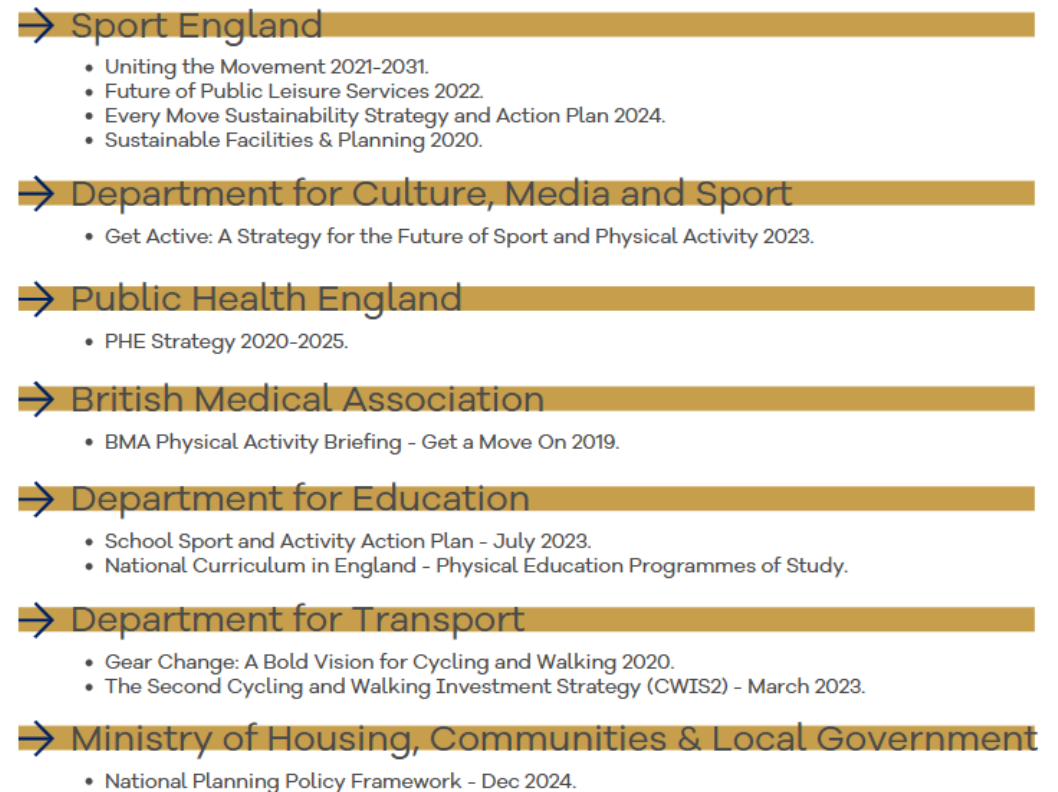 Sport England
• Uniting the Movement 2021-2031.
• Future of Public Leisure Services 2022.
• Every Move Sustainability Strategy and Action Plan 2024.
• Sustainable Facilities & Planning 2020.
Department for Culture, Media and Sport
• Get Active: A Strategy for the Future of Sport and Physical Activity 2023.
Public Health England
• PHE Strategy 2020-2025.
British Medical Association
• BMA Physical Activity Briefing - Get a Move On 2019.
Department for Education
• School Sport and Activity Action Plan - July 2023.
• National Curriculum in England - Physical Education Programmes of Study.
Department for Transport
• Gear Change: A Bold Vision for Cycling and Walking 2020.
• The Second Cycling and Walking Investment Strategy (CWIS2) - March 2023.
Ministry of Housing, Communities & Local Government
• National Planning Policy Framework - Dec 2024.